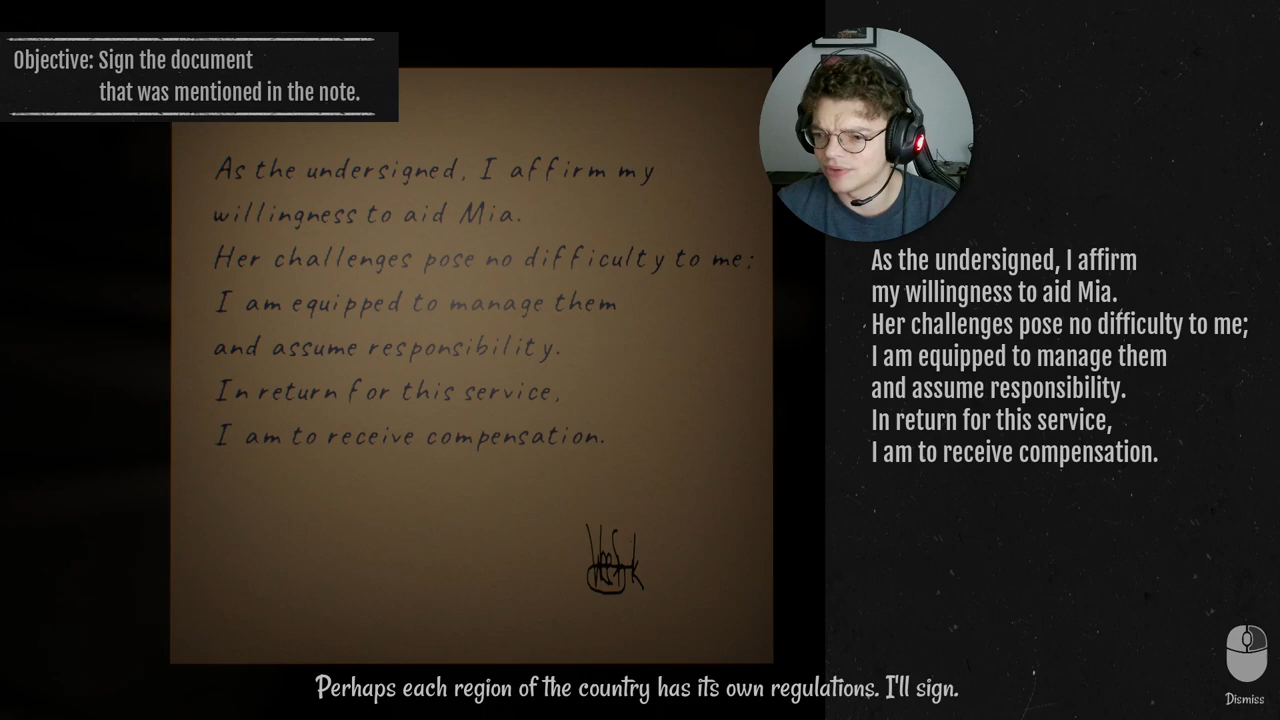 Objective: Sign the document
that was mentioned in the note.
As the undersigned, I affirm my
willingness to aid Mia.
Her challenges pose no difficulty to me;
I am equipped to manage them
and assume responsibility.
In return for this service,
I am to receive compensation.
As the undersigned, I affirm
my willingness to aid Mia.
Her challenges pose no difficulty to me;
I am equipped to manage them
and assume responsibility.
In return for this service,
I am to receive compensation.
Perhaps each region of the country has its own regulations. I'll sign.
Dismiss